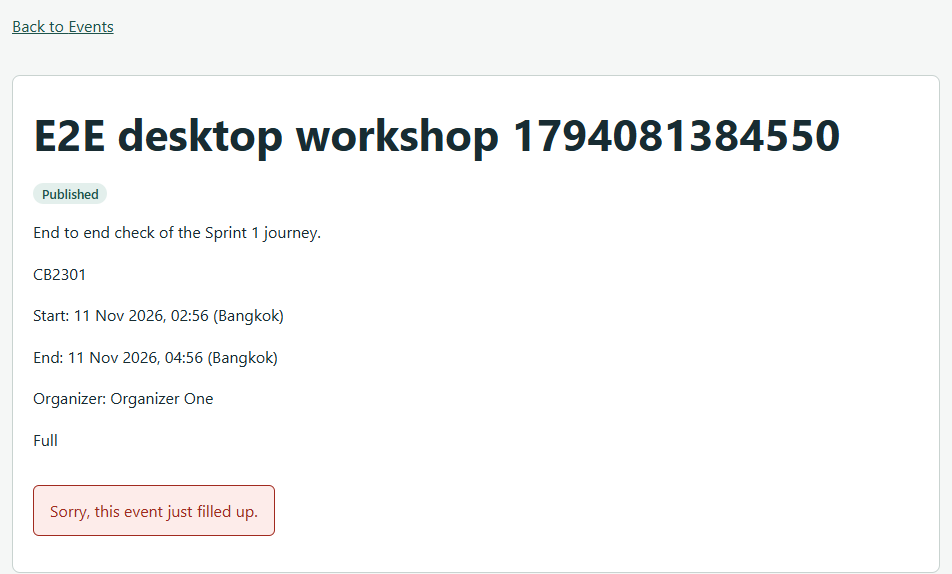 Back to Events
E2E desktop workshop 1794081384550
Published
End to end check of the Sprint 1 journey.
CB2301
Start: 11 Nov 2026, 02:56 (Bangkok)
End: 11 Nov 2026, 04:56 (Bangkok)
Organizer: Organizer One
Full
Sorry, this event just filled up.